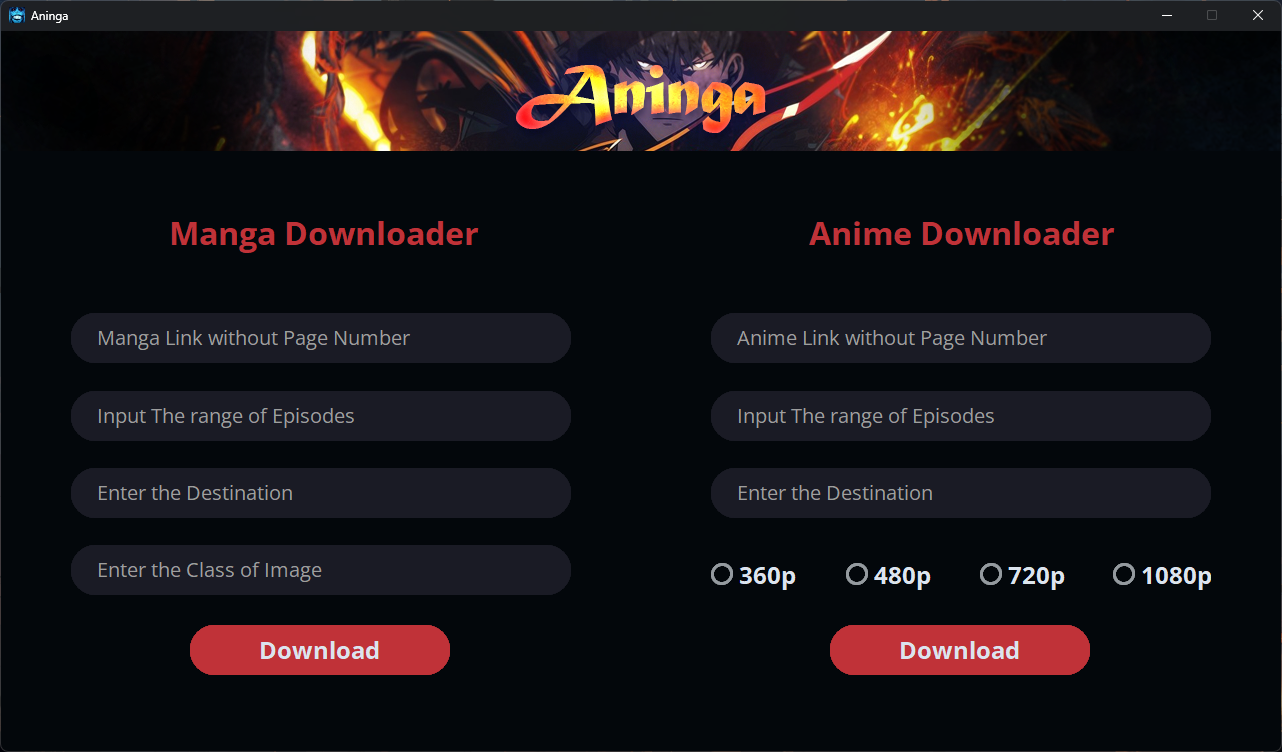 Aninga
Aninga
Manga Downloader
Manga Link without Page Number
Input The range of Episodes
Enter the Destination
Enter the Class of Image
Download
Anime Downloader
Anime Link without Page Number
Input The range of Episodes
Enter the Destination
360p 480p 720p 1080p
Download